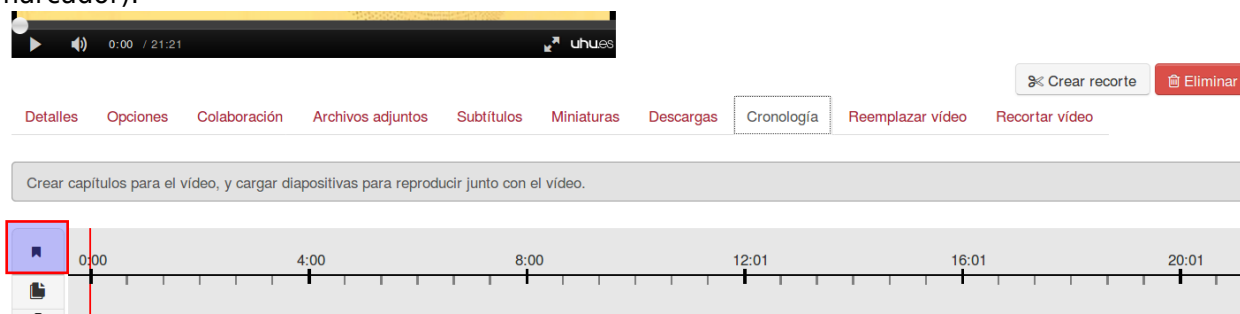 marcador).
0:00 / 21:21 uhu.es
Crear recorte Eliminar
Detalles Opciones Colaboración Archivos adjuntos Subtítulos Miniaturas Descargas Cronología Reemplazar vídeo Recortar vídeo
Crear capítulos para el vídeo, y cargar diapositivas para reproducir junto con el vídeo.
0:00 4:00 8:00 12:01 16:01 20:01